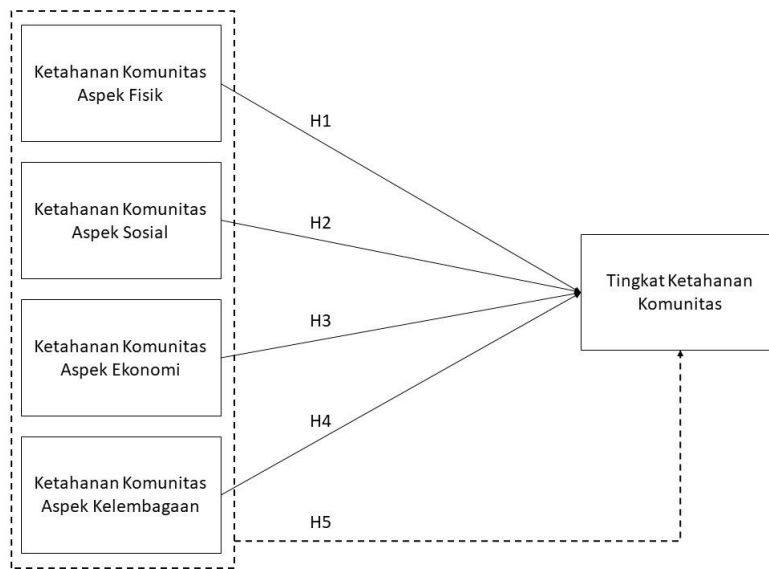 Ketahanan Komunitas
Aspek Fisik
H1
Ketahanan Komunitas
Aspek Sosial
H2
Tingkat Ketahanan
Komunitas
H3
Ketahanan Komunitas
Aspek Ekonomi
H4
Ketahanan Komunitas
Aspek Kelembagaan
H5